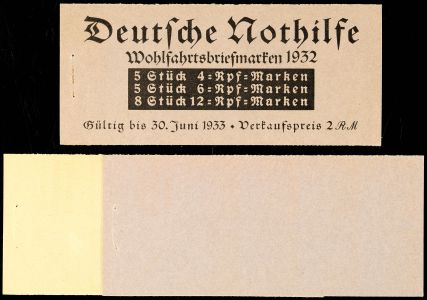 Deutsche Nothilfe
Wohlfahrtsbriefmarken 1932
5 Stück 4=Rpf=Marken
5 Stück 6=Rpf=Marken
8 Stück 12=Rpf=Marken
Gültig bis 30. Juni 1933 • Verkaufspreis 2 RM